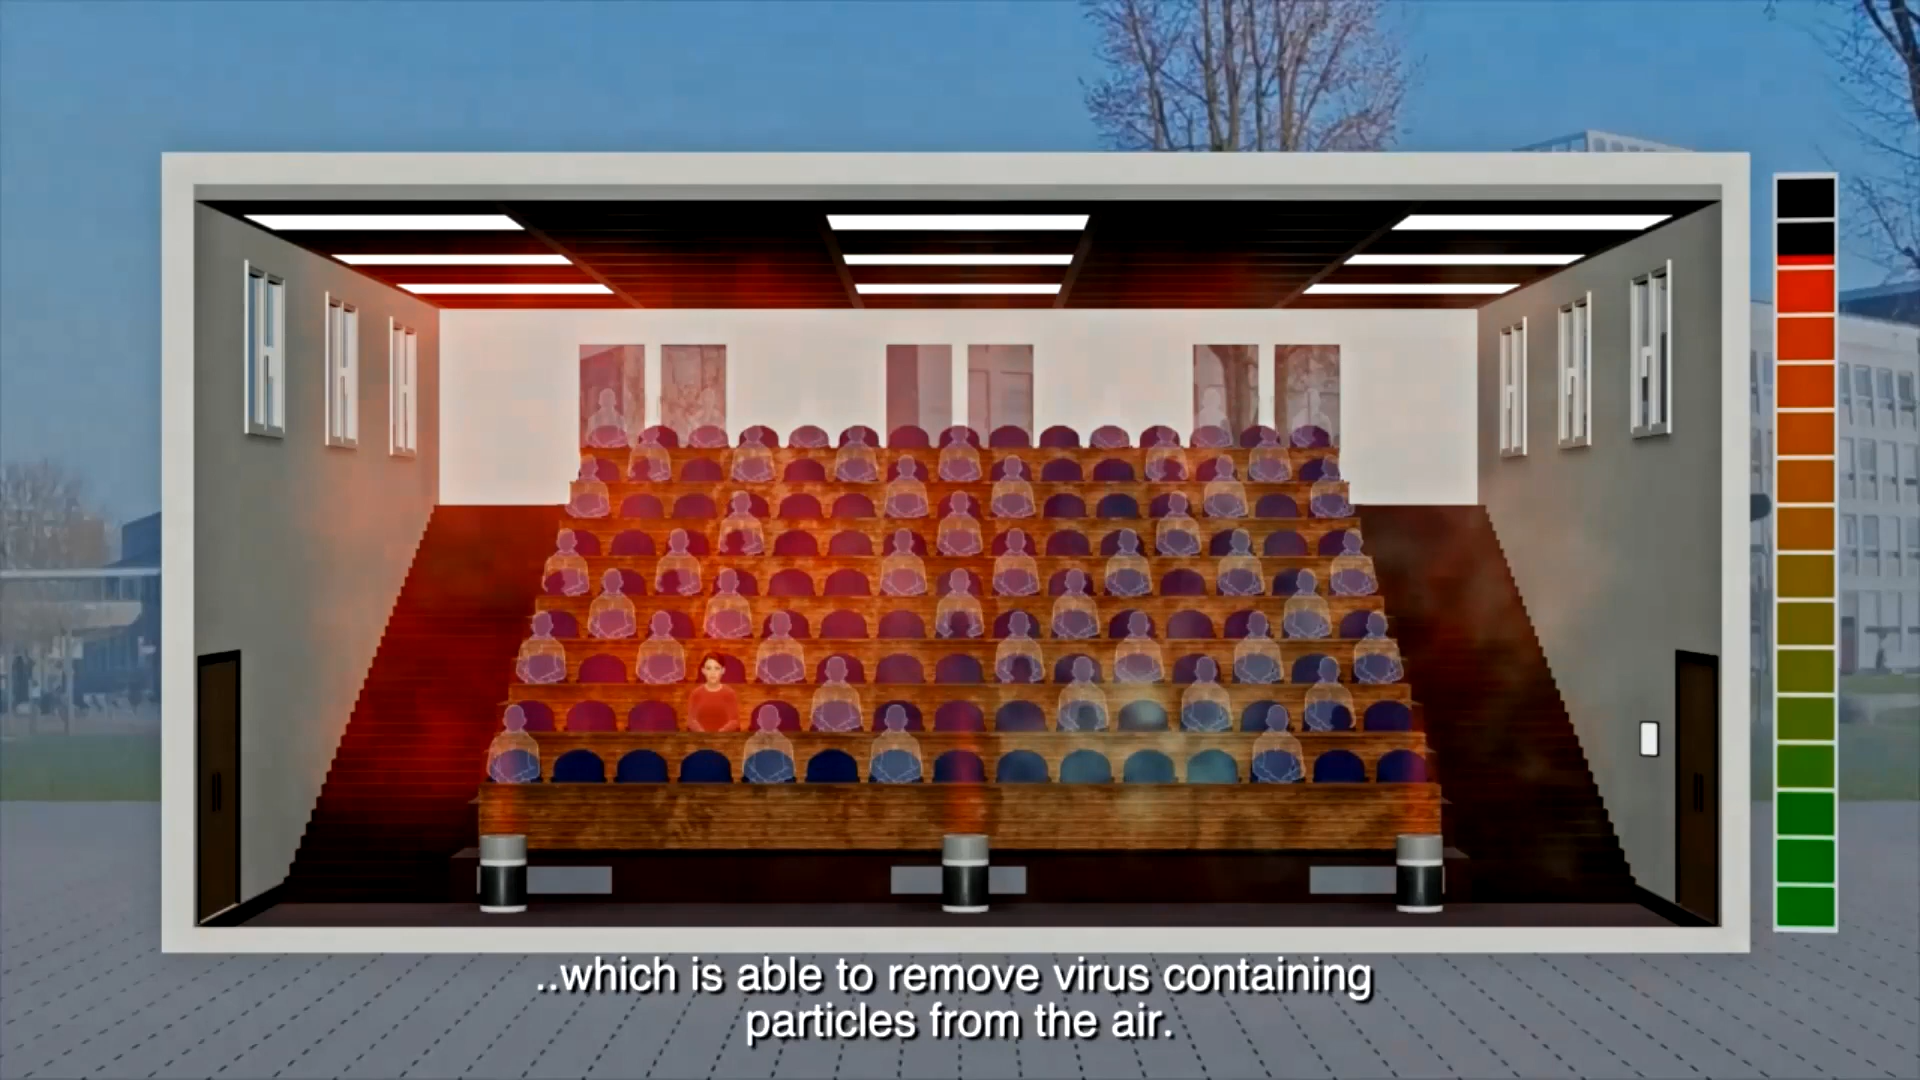 ..which is able to remove virus containing
particles from the air.